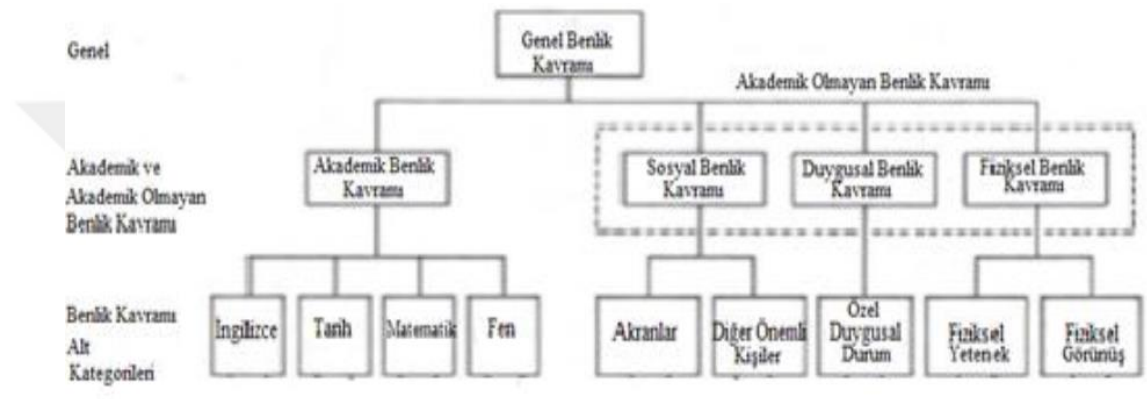 Genel
Genel Benlik
Kavramı
Akademik Olmayan Benlik Kavramı
Akademik ve
Akademik Olmayan
Benlik Kavramı
Akademik Benlik
Kavramı
Sosyal Benlik
Kavramı
Duygusal Benlik
Kavramı
Fiziksel Benlik
Kavramı
Benlik Kavramı
Alt
Kategorileri
İngilizce
Tarih
Matematik
Fen
Akranlar
Diğer Önemli
Kişiler
Özel
Duygusal
Durum
Fiziksel
Yetenek
Fiziksel
Görünüş